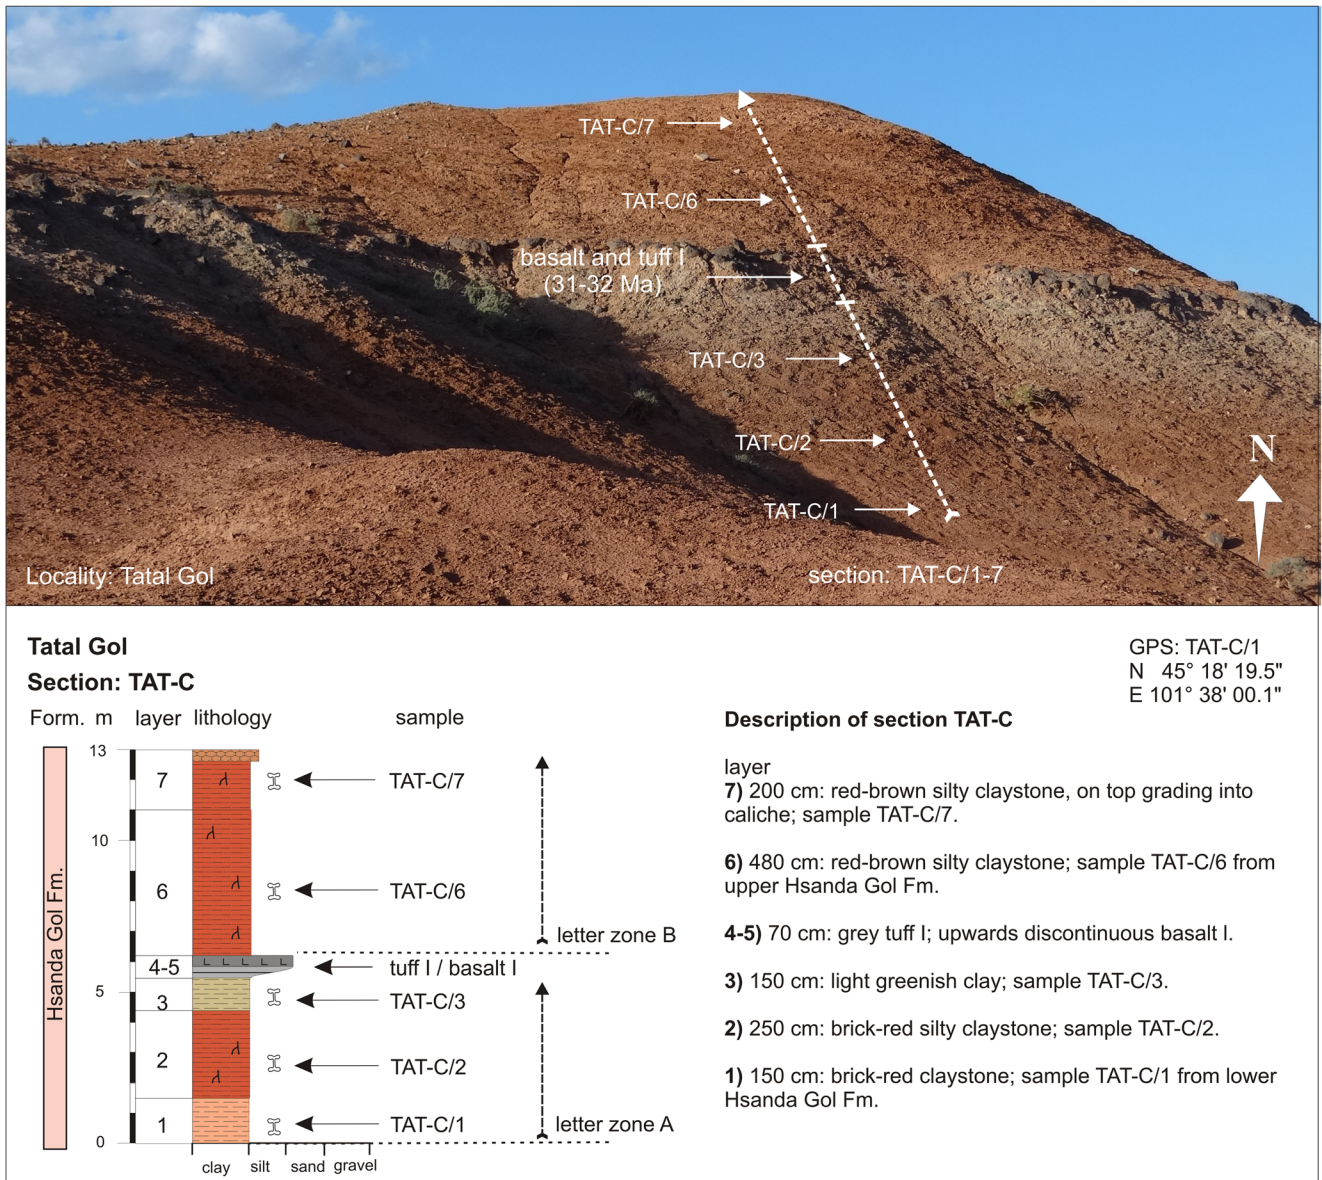 TAT-C/7
TAT-C/6
basalt and tuff I
(31-32 Ma)
TAT-C/3
TAT-C/2
N
TAT-C/1
Locality: Tatal Gol
section: TAT-C/1-7
Tatal Gol
Section: TAT-C
GPS: TAT-C/1
N 45° 18' 19.5"
E 101° 38' 00.1"
Form. m layer lithology sample
13
7
TAT-C/7
10
6
TAT-C/6
letter zone B
4-5
tuff I / basalt I
5
3
TAT-C/3
2
TAT-C/2
1
TAT-C/1
letter zone A
0
clay silt sand gravel
Hsanda Gol Fm.
Description of section TAT-C
layer
7) 200 cm: red-brown silty claystone, on top grading into
caliche; sample TAT-C/7.
6) 480 cm: red-brown silty claystone; sample TAT-C/6 from
upper Hsanda Gol Fm.
4-5) 70 cm: grey tuff I; upwards discontinuous basalt I.
3) 150 cm: light greenish clay; sample TAT-C/3.
2) 250 cm: brick-red silty claystone; sample TAT-C/2.
1) 150 cm: brick-red claystone; sample TAT-C/1 from lower
Hsanda Gol Fm.